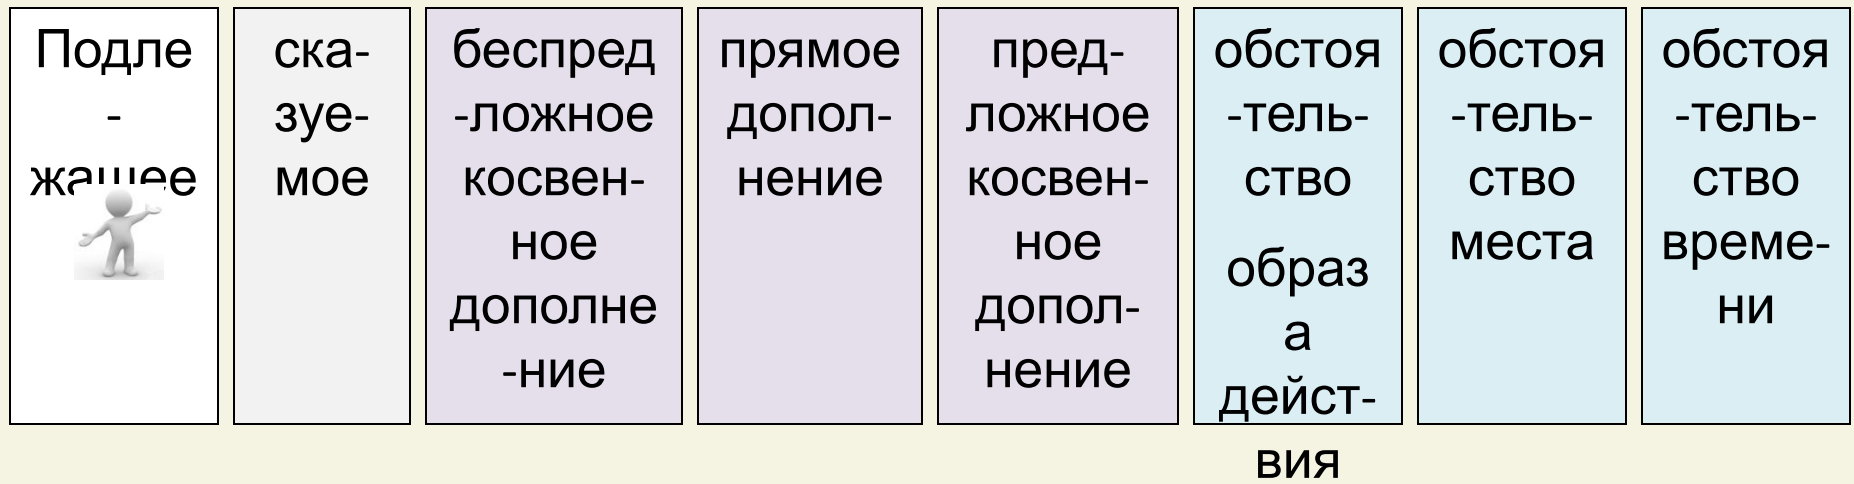 Подле
-
жащее
ска-
зуе-
мое
беспред
-ложное
косвен-
ное
дополне
-ние
прямое
допол-
нение
пред-
ложное
косвен-
ное
допол-
нение
обстоя
-тель-
ство
образ
а
дейст-
вия
обстоя
-тель-
ство
места
обстоя
-тель-
ство
време-
ни